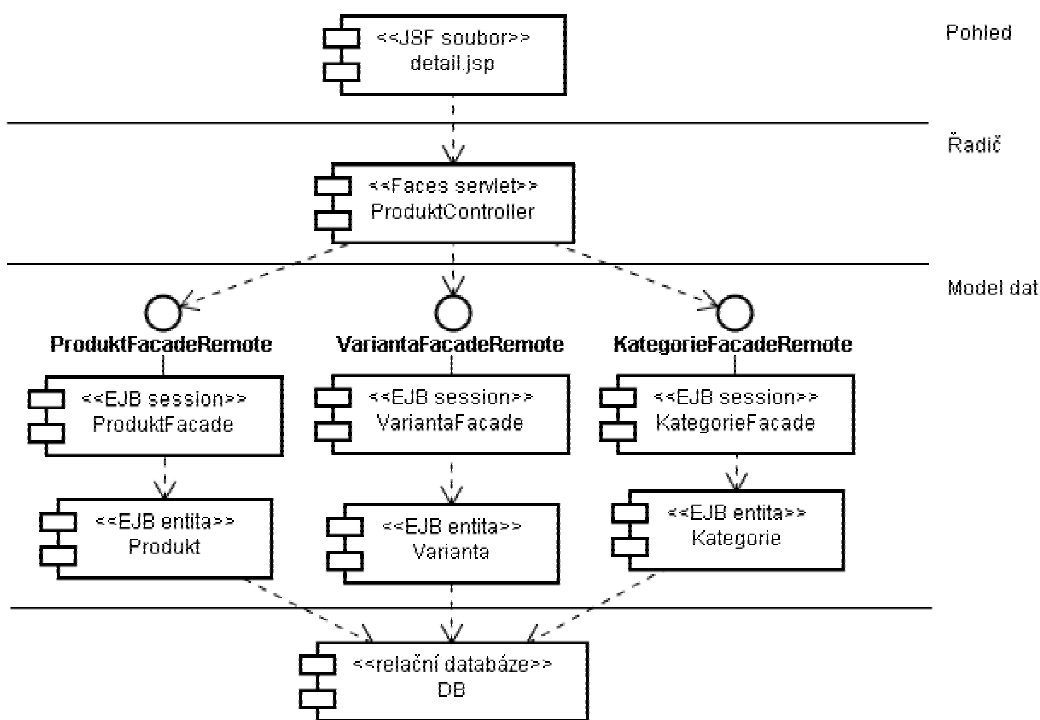 <<JSF soubor>>
detail.jsp
Pohled
Řadič
<<Faces servlet>>
ProduktController
Model dat
ProduktFacadeRemote
VariantaFacadeRemote
KategorieFacadeRemote
<<EJB session>>
ProduktFacade
<<EJB session>>
VariantaFacade
<<EJB session>>
KategorieFacade
<<EJB entita>>
Produkt
<<EJB entita>>
Varianta
<<EJB entita>>
Kategorie
<<relační databáze>>
DB